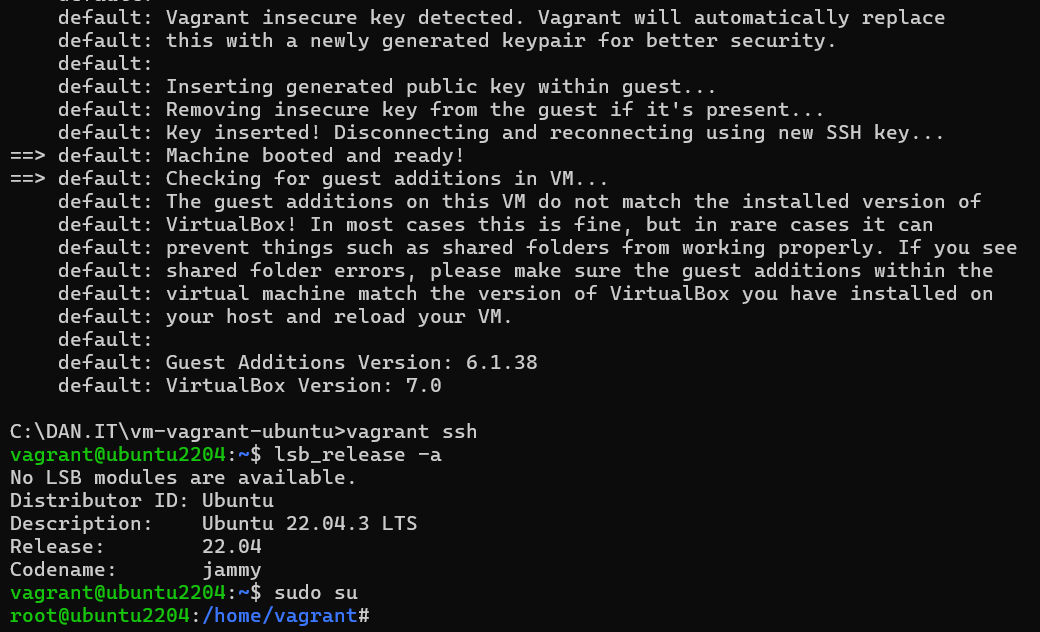 default:
default: Vagrant insecure key detected. Vagrant will automatically replace
default: this with a newly generated keypair for better security.
default:
default: Inserting generated public key within guest...
default: Removing insecure key from the guest if it's present...
default: Key inserted! Disconnecting and reconnecting using new SSH key...
==> default: Machine booted and ready!
==> default: Checking for guest additions in VM...
default: The guest additions on this VM do not match the installed version of
default: VirtualBox! In most cases this is fine, but in rare cases it can
default: prevent things such as shared folders from working properly. If you see
default: shared folder errors, please make sure the guest additions within the
default: virtual machine match the version of VirtualBox you have installed on
default: your host and reload your VM.
default:
default: Guest Additions Version: 6.1.38
default: VirtualBox Version: 7.0
C:\DAN.IT\vm-vagrant-ubuntu>vagrant ssh
vagrant@ubuntu2204:~$ lsb_release -a
No LSB modules are available.
Distributor ID: Ubuntu
Description:    Ubuntu 22.04.3 LTS
Release:        22.04
Codename:       jammy
vagrant@ubuntu2204:~$ sudo su
root@ubuntu2204:/home/vagrant#